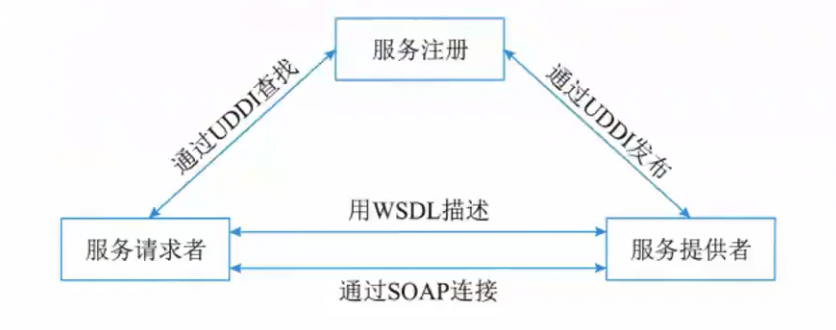 服务注册
通过UDDI查找
通过UDDI发布
用WSDL描述
服务请求者
服务提供者
通过SOAP连接